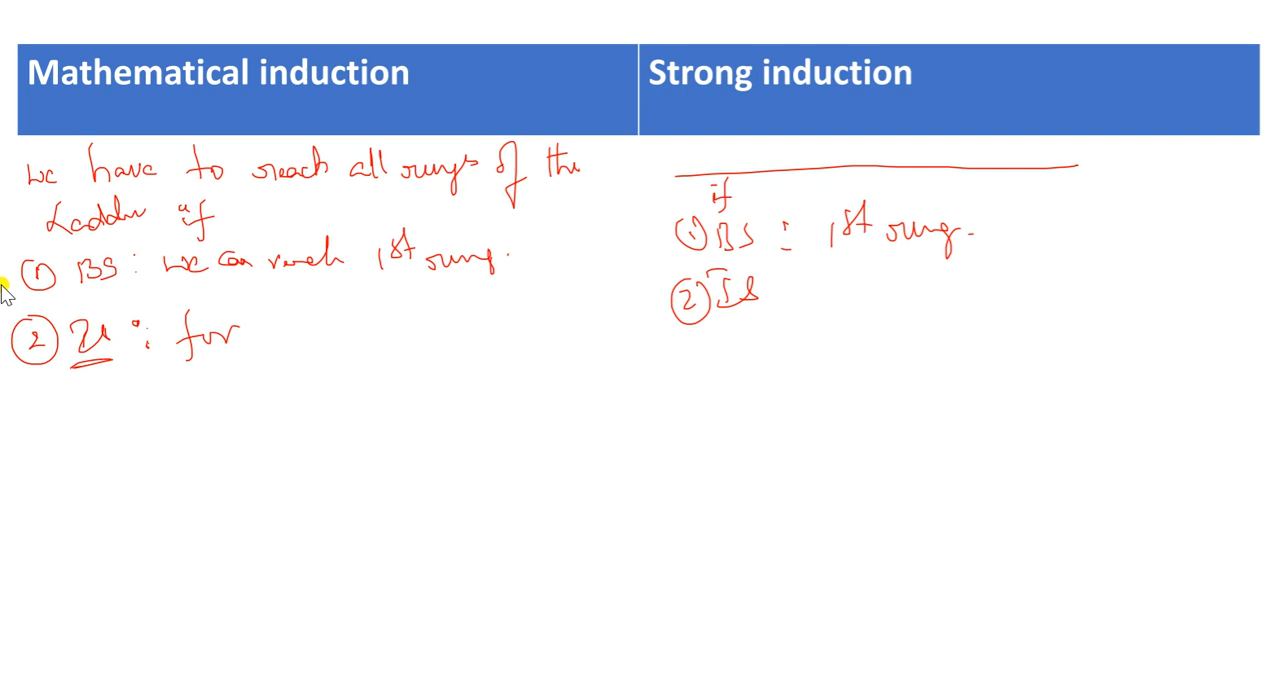 Mathematical induction
Strong induction
we have to reach all rungs of the
Ladder if
① BS: we can reach 1st rung.
② IS: for
if
① BS: 1st rung.
② IS